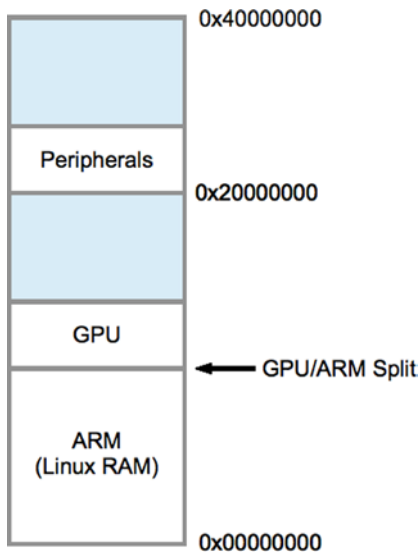 0x40000000
Peripherals
0x20000000
GPU
GPU/ARM Split
ARM
(Linux RAM)
0x00000000